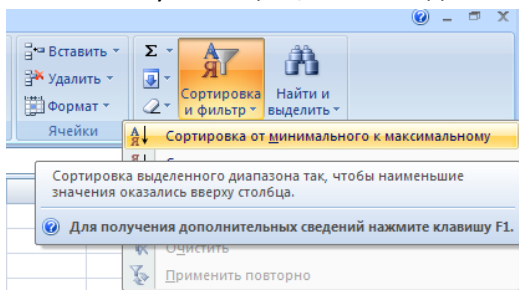 Вставить
Удалить
Формат
Ячейки
Σ
Сортировка
и фильтр
Найти и
выделить
Сортировка от минимального к максимальному
Сортировка выделенного диапазона так, чтобы наименьшие
значения оказались вверху столбца.
Для получения дополнительных сведений нажмите клавишу F1.
Очистить
Применить повторно